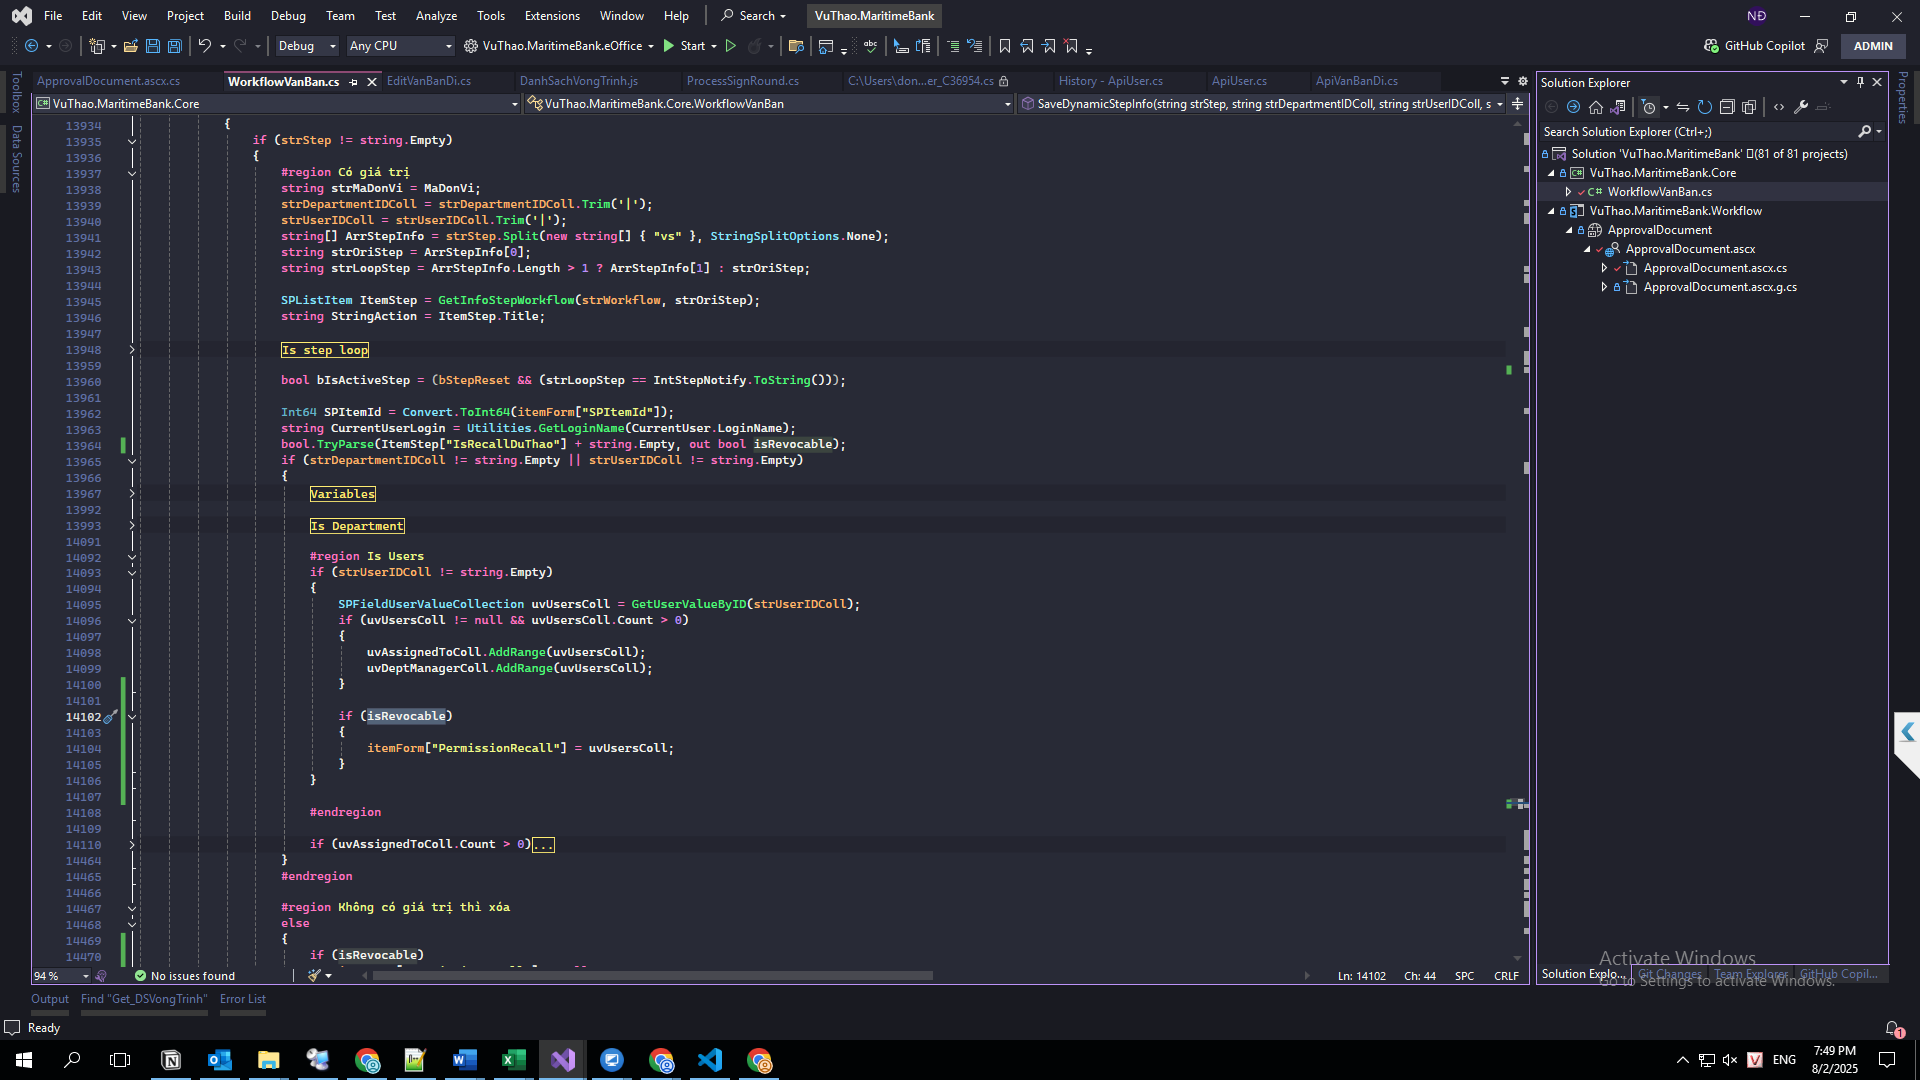 File Edit View Project Build Debug Team Test Analyze Tools Extensions Window Help Search VuThao.MaritimeBank NĐ
Debug Any CPU VuThao.MaritimeBank.eOffice Start GitHub Copilot ADMIN
ApprovalDocument.ascx.cs WorkflowVanBan.cs EditVanBanDi.cs DanhSachVongTrinh.js ProcessSignRound.cs C:\Users\don...er_C36954.cs History - ApiUser.cs ApiUser.cs ApiVanBanDi.cs
VuThao.MaritimeBank.Core VuThao.MaritimeBank.Core.WorkflowVanBan SaveDynamicStepInfo(string strStep, string strDepartmentIDColl, string strUserIDColl, s
Toolbox
Data Sources
13934 {
13935 if (strStep != string.Empty)
13936 {
13937 #region Có giá trị
13938 string strMaDonVi = MaDonVi;
13939 strDepartmentIDColl = strDepartmentIDColl.Trim('|');
13940 strUserIDColl = strUserIDColl.Trim('|');
13941 string[] ArrStepInfo = strStep.Split(new string[] { "vs" }, StringSplitOptions.None);
13942 string strOriStep = ArrStepInfo[0];
13943 string strLoopStep = ArrStepInfo.Length > 1 ? ArrStepInfo[1] : strOriStep;
13944
13945 SPListItem ItemStep = GetInfoStepWorkflow(strWorkflow, strOriStep);
13946 string StringAction = ItemStep.Title;
13947
13948 Is step loop
13959
13960 bool bIsActiveStep = (bStepReset && (strLoopStep == IntStepNotify.ToString()));
13961
13962 Int64 SPItemId = Convert.ToInt64(itemForm["SPItemId"]);
13963 string CurrentUserLogin = Utilities.GetLoginName(CurrentUser.LoginName);
13964 bool.TryParse(ItemStep["IsRecallDuThao"] + string.Empty, out bool isRevocable);
13965 if (strDepartmentIDColl != string.Empty || strUserIDColl != string.Empty)
13966 {
13967 Variables
13992
13993 Is Department
14091
14092 #region Is Users
14093 if (strUserIDColl != string.Empty)
14094 {
14095 SPFieldUserValueCollection uvUsersColl = GetUserValueByID(strUserIDColl);
14096 if (uvUsersColl != null && uvUsersColl.Count > 0)
14097 {
14098 uvAssignedToColl.AddRange(uvUsersColl);
14099 uvDeptManagerColl.AddRange(uvUsersColl);
14100 }
14101
14102 if (isRevocable)
14103 {
14104 itemForm["PermissionRecall"] = uvUsersColl;
14105 }
14106 }
14107
14108 #endregion
14109
14110 if (uvAssignedToColl.Count > 0)...
14464 }
14465 #endregion
14466
14467 #region Không có giá trị thì xóa
14468 else
14469 {
14470 if (isRevocable)
94 % No issues found Ln: 14102 Ch: 44 SPC CRLF
Solution Explorer
Search Solution Explorer (Ctrl+;)
Solution 'VuThao.MaritimeBank' (81 of 81 projects)
VuThao.MaritimeBank.Core
C# WorkflowVanBan.cs
VuThao.MaritimeBank.Workflow
ApprovalDocument
ApprovalDocument.ascx
ApprovalDocument.ascx.cs
ApprovalDocument.ascx.g.cs
Properties
Activate Windows
Go to Settings to activate Windows.
Solution Explo... Git Changes Team Explorer GitHub Copil...
Output Find "Get_DSVongTrinh" Error List
Ready 1
ENG 7:49 PM
8/2/2025